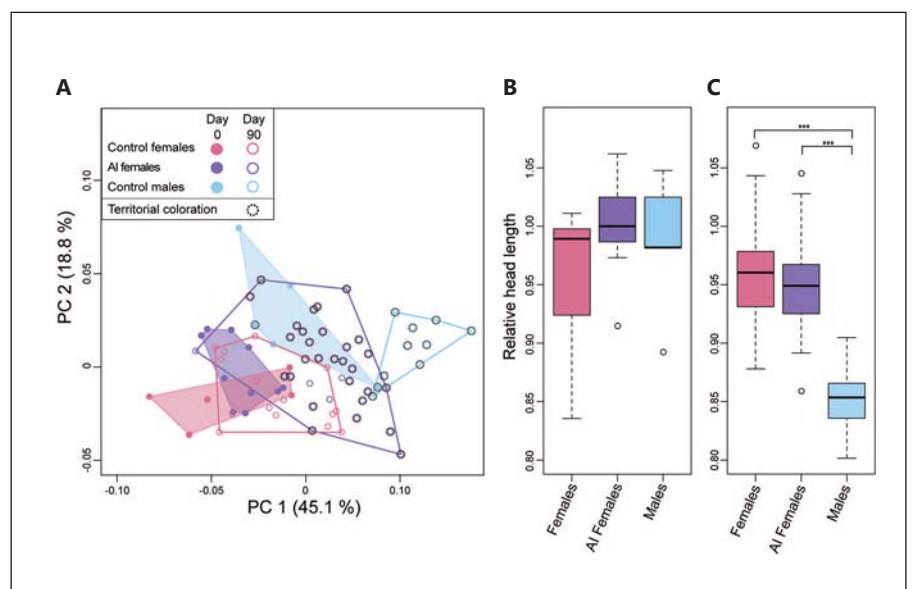 A
B
C
Day Day
0 90
Control females
AI females
Control males
Territorial coloration
PC 2 (18.8 %)
0.10
0.05
0
-0.05
-0.10 -0.05 0 0.10
PC 1 (45.1 %)
Relative head length
1.05
1.00
0.95
0.90
0.85
0.80
Females
AI Females
Males
***
***
1.05
1.00
0.95
0.90
0.85
0.80
Females
AI Females
Males